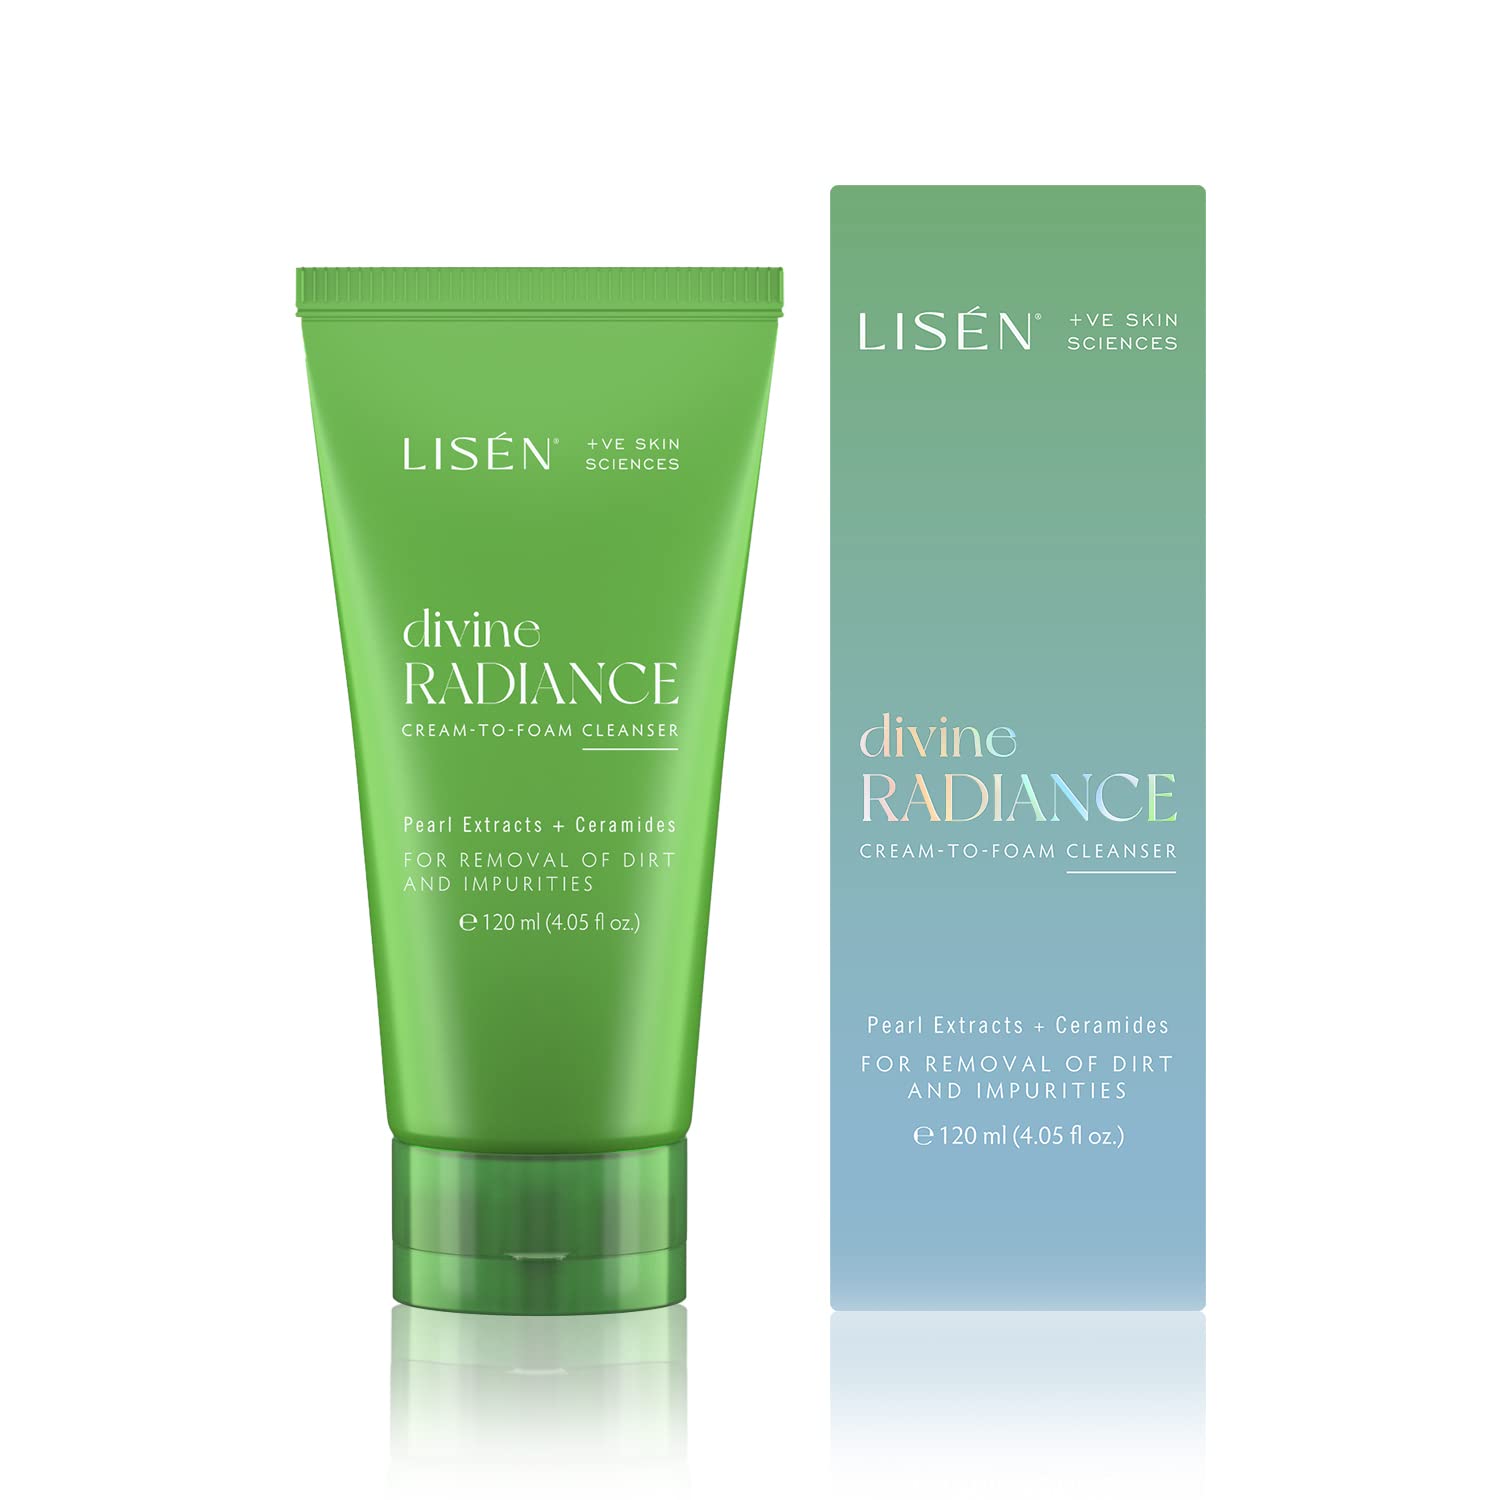 LISÉN® +VE SKIN
SCIENCES
divine
RADIANCE
CREAM-TO-FOAM CLEANSER
Pearl Extracts + Ceramides
FOR REMOVAL OF DIRT
AND IMPURITIES
℮ 120 ml (4.05 fl oz.)
LISÉN® +VE SKIN
SCIENCES
divine
RADIANCE
CREAM-TO-FOAM CLEANSER
Pearl Extracts + Ceramides
FOR REMOVAL OF DIRT
AND IMPURITIES
℮ 120 ml (4.05 fl oz.)